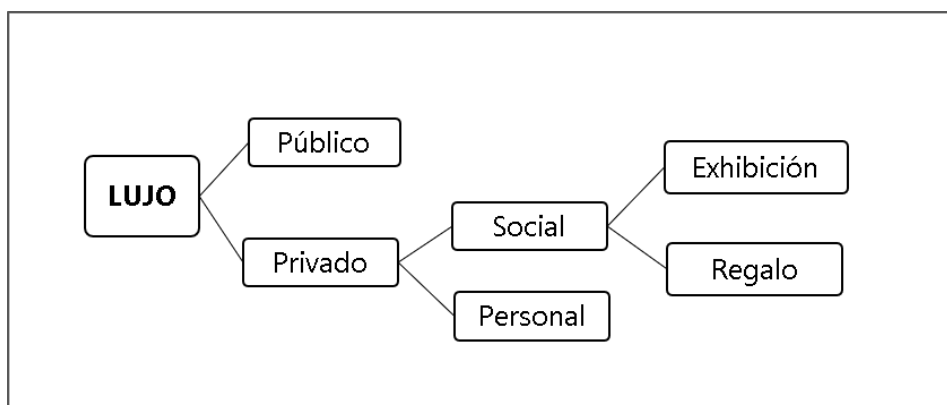 LUJO
Público
Privado
Social
Personal
Exhibición
Regalo